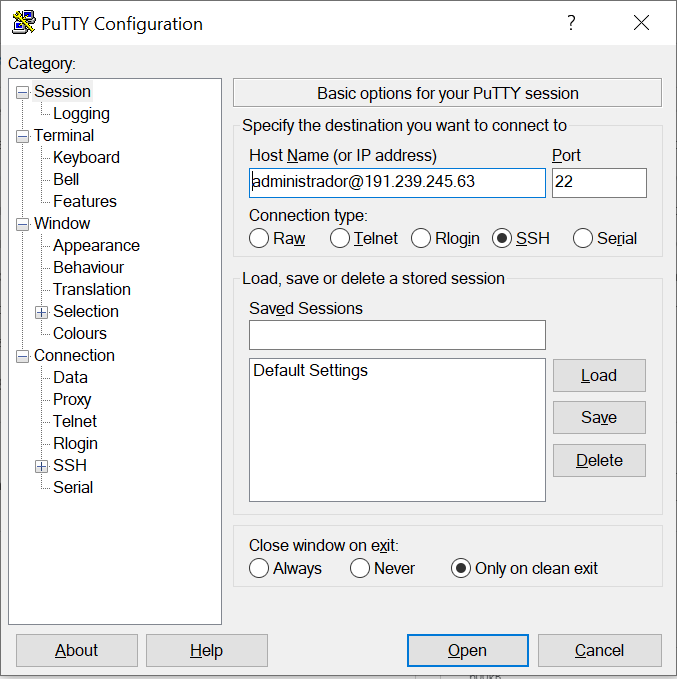 PuTTY Configuration
?
Category:
Session
Logging
Terminal
Keyboard
Bell
Features
Window
Appearance
Behaviour
Translation
Selection
Colours
Connection
Data
Proxy
Telnet
Rlogin
SSH
Serial
Basic options for your PuTTY session
Specify the destination you want to connect to
Host Name (or IP address) Port
administrador@191.239.245.63 22
Connection type:
Raw Telnet Rlogin SSH Serial
Load, save or delete a stored session
Saved Sessions
Default Settings
Load
Save
Delete
Close window on exit:
Always Never Only on clean exit
About Help Open Cancel